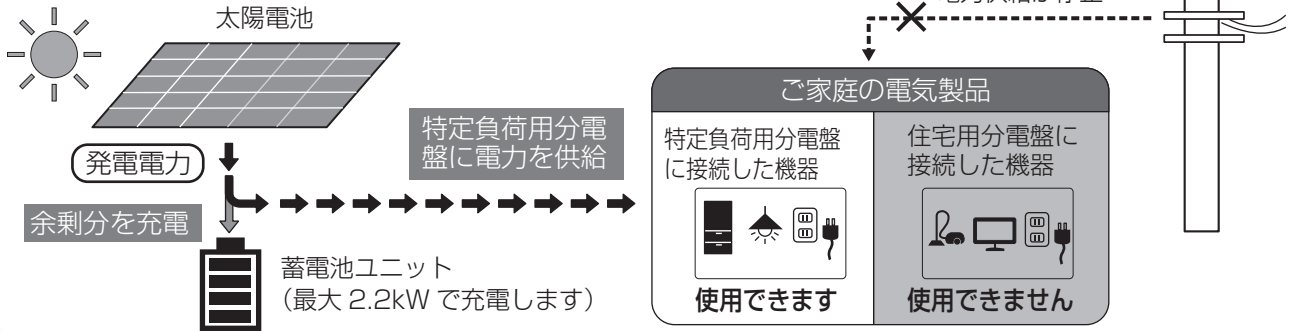 太陽電池
ご家庭の電気製品
特定負荷用分電
盤に電力を供給
特定負荷用分電盤
に接続した機器
住宅用分電盤に
接続した機器
発電電力
余剰分を充電
蓄電池ユニット
（最大 2.2kW で充電します）
使用できます
使用できません